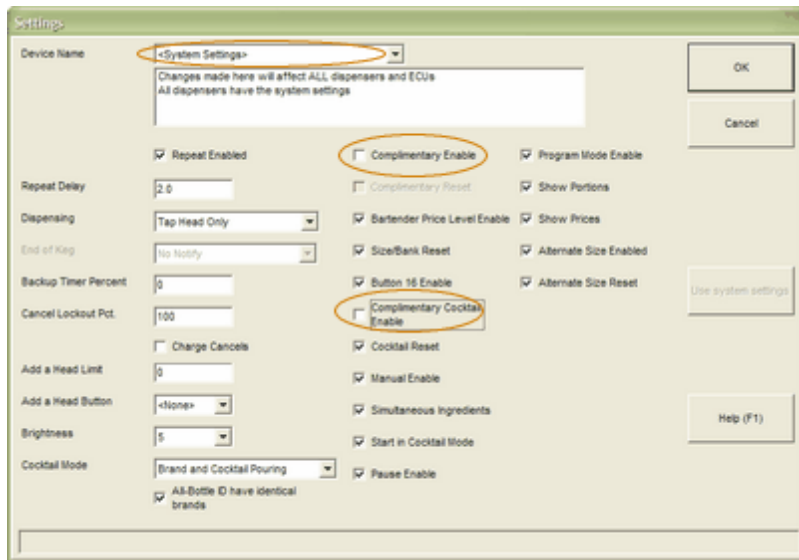 Settings
Device Name
<System Settings>
OK
Changes made here will affect ALL dispensers and ECUs
All dispensers have the system settings
Cancel
Repeat Enabled
Complimentary Enable
Program Mode Enable
Repeat Delay
2.0
Complimentary Reset
Show Portions
Dispensing
Tap Head Only
Bartender Price Level Enable
Show Prices
End of Keg
No Notify
Size/Bank Reset
Alternate Size Enabled
Backup Timer Percent
0
Button 16 Enable
Alternate Size Reset
Use system settings
Cancel Lockout Pct.
100
Complimentary Cocktail
Enable
Charge Cancels
Cocktail Reset
Add a Head Limit
0
Manual Enable
Add a Head Button
<None>
Simultaneous Ingredients
Help (F1)
Brightness
5
Start in Cocktail Mode
Cocktail Mode
Brand and Cocktail Pouring
Pause Enable
All-Bottle ID have identical
brands